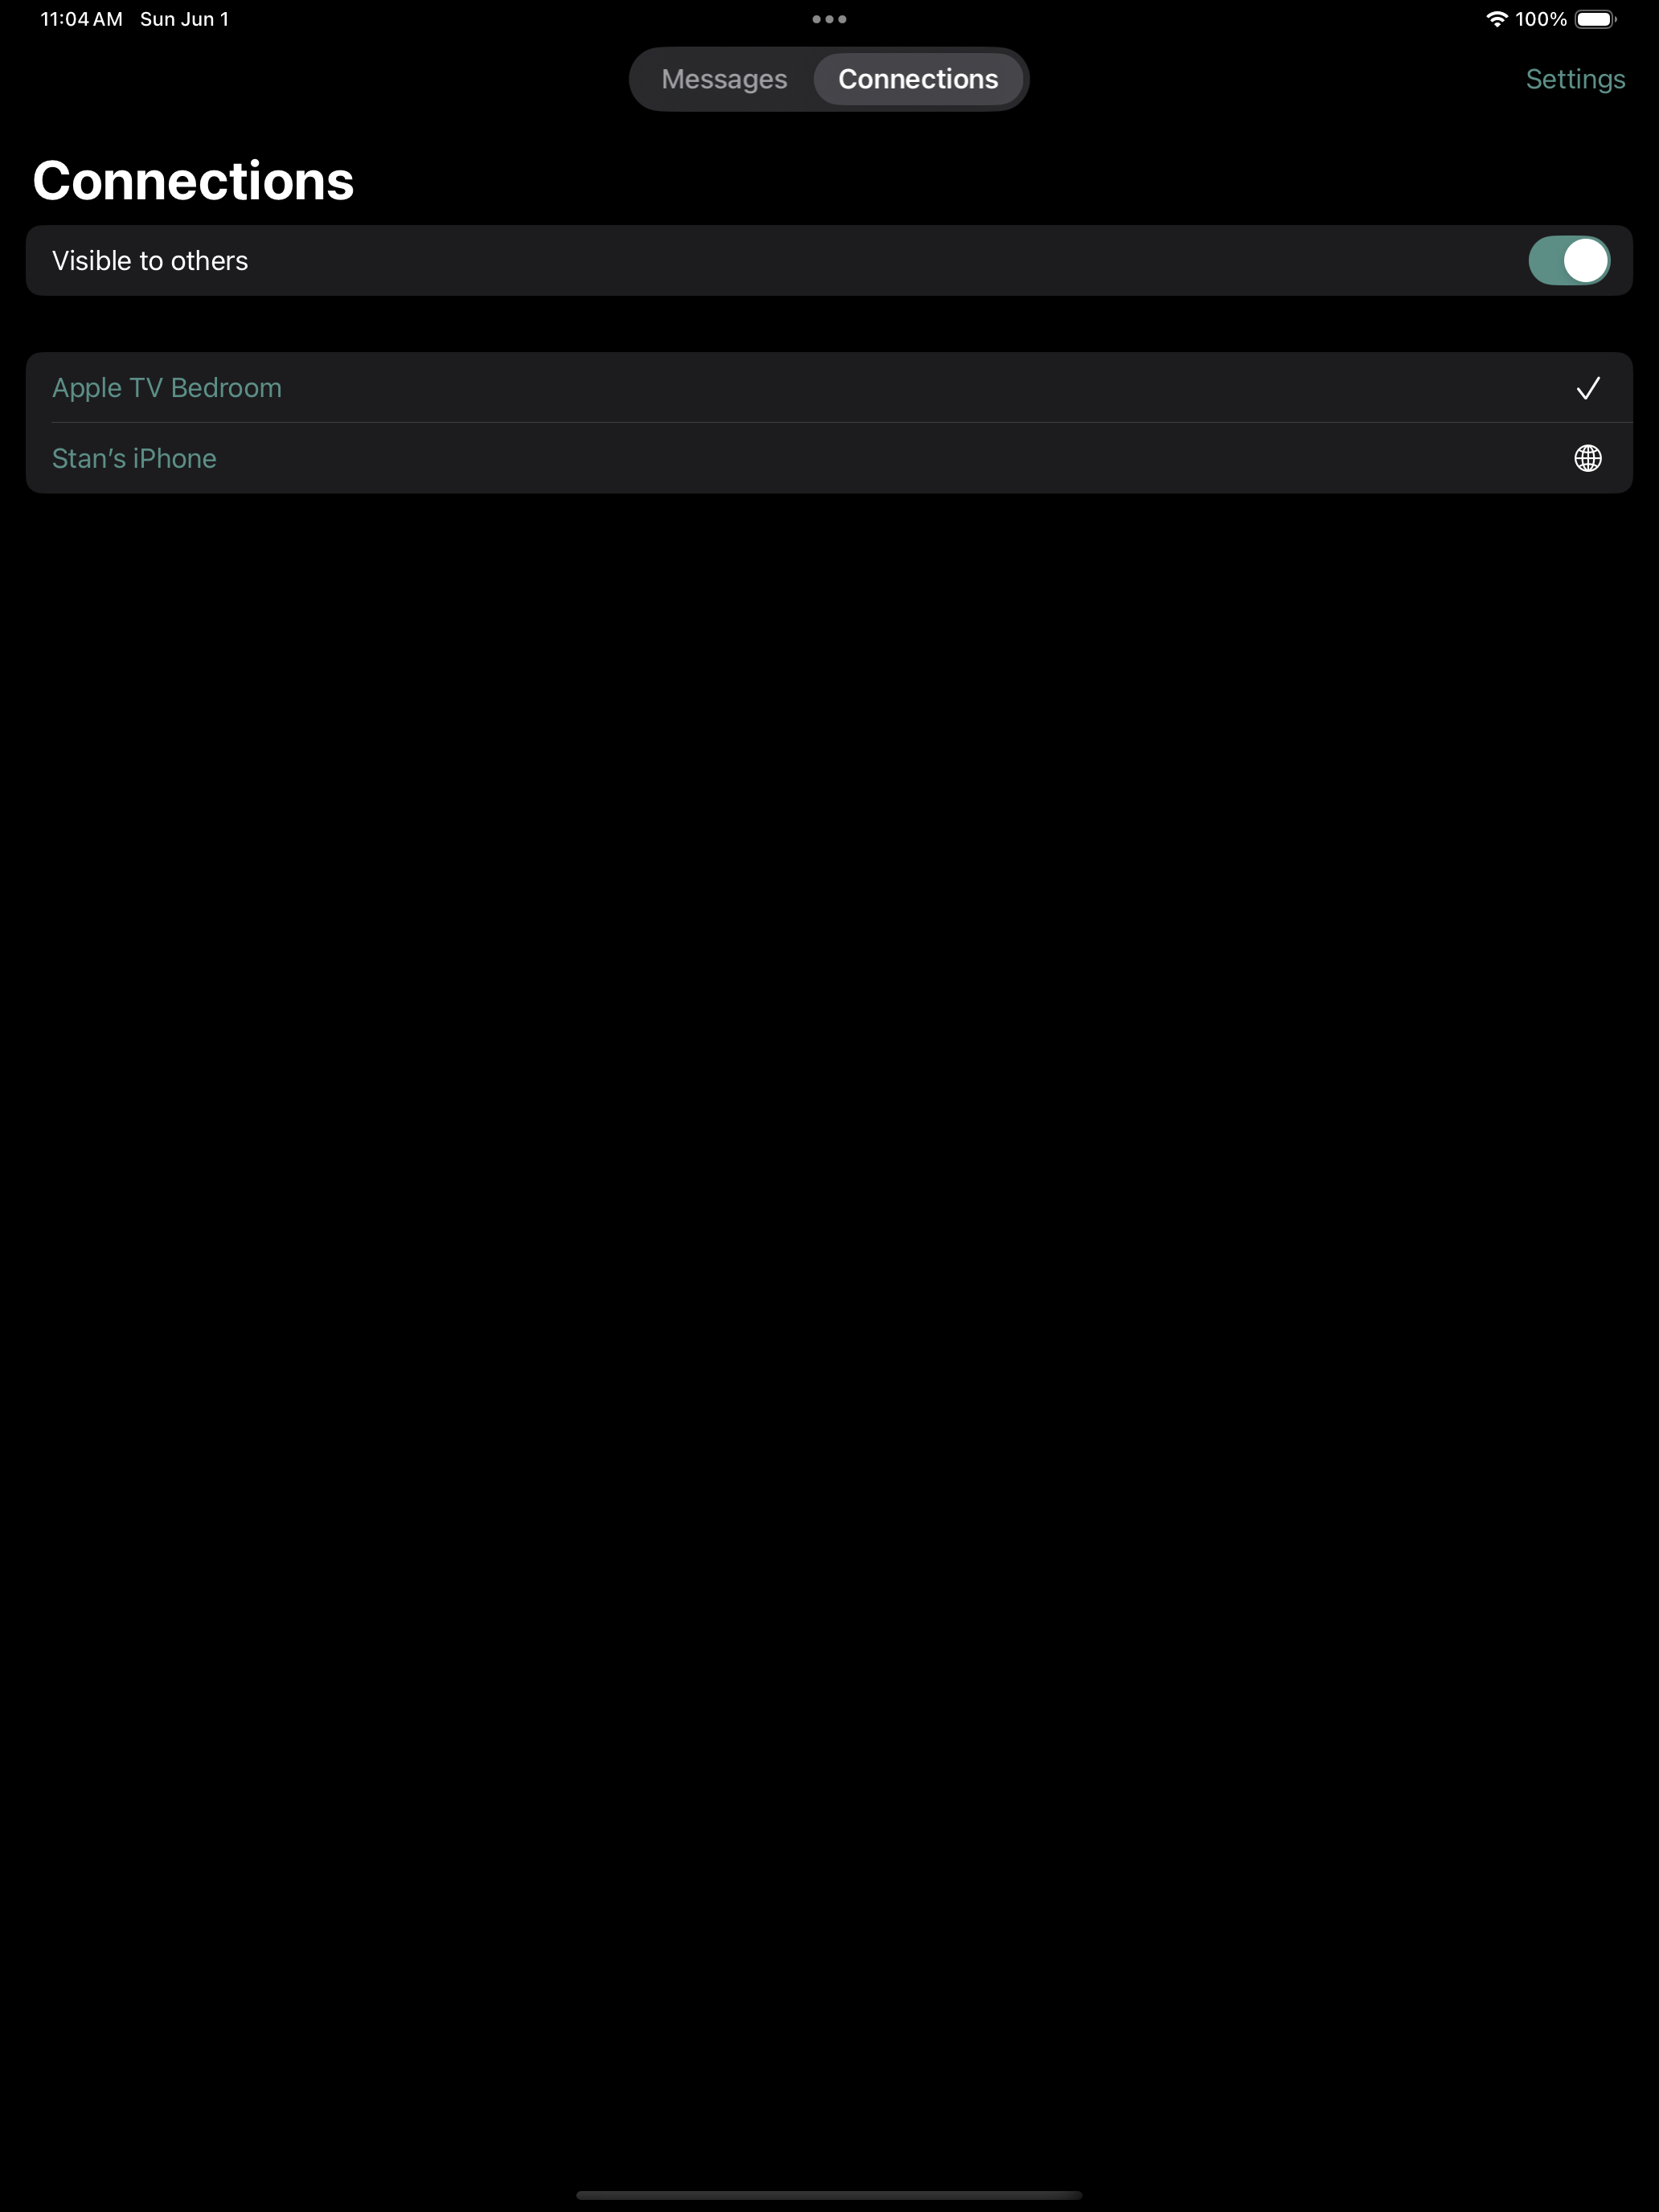 11:04 AM Sun Jun 1
100%
Messages Connections Settings
Connections
Visible to others
Apple TV Bedroom
Stan’s iPhone